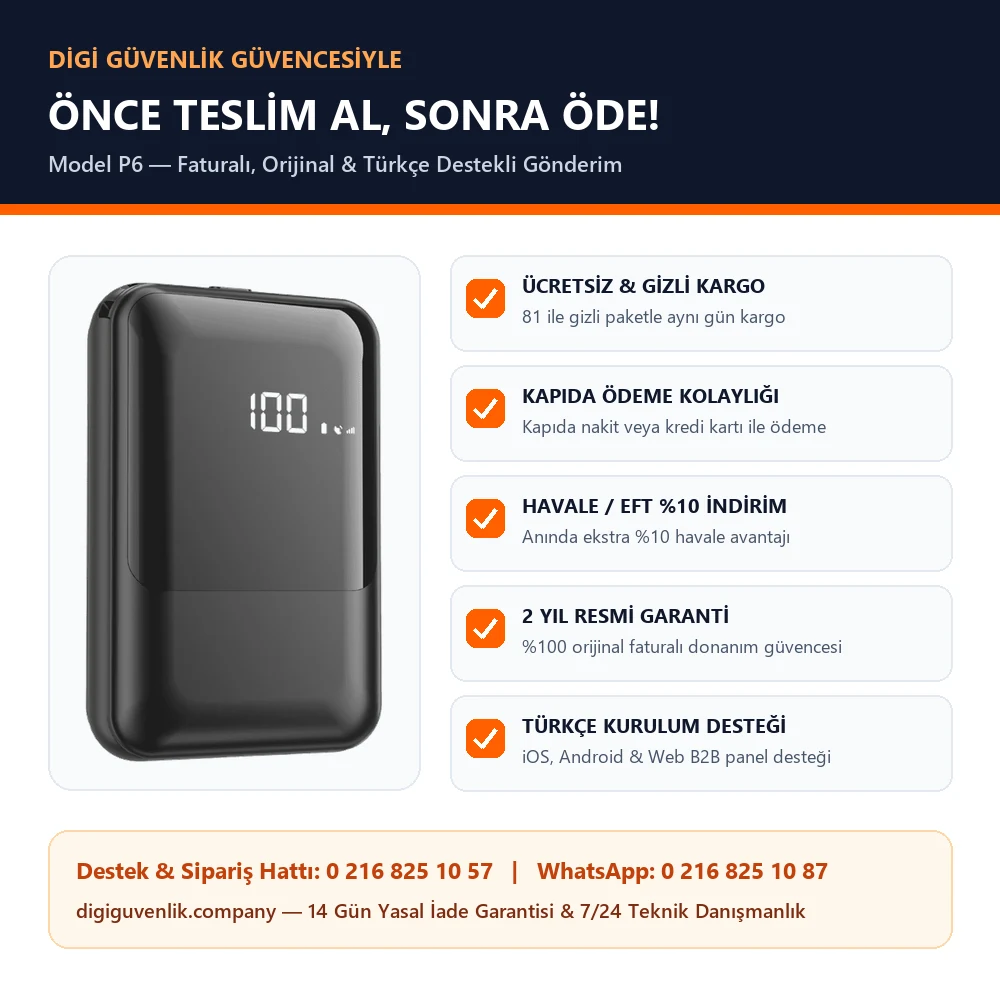 DİGİ GÜVENLİK GÜVENCESİYLE
ÖNCE TESLİM AL, SONRA ÖDE!
Model P6 — Faturalı, Orijinal & Türkçe Destekli Gönderim
100
ÜCRETSİZ & GİZLİ KARGO
81 ile gizli paketle aynı gün kargo
KAPIDA ÖDEME KOLAYLIĞI
Kapıda nakit veya kredi kartı ile ödeme
HAVALE / EFT %10 İNDİRİM
Anında ekstra %10 havale avantajı
2 YIL RESMİ GARANTİ
%100 orijinal faturalı donanım güvencesi
TÜRKÇE KURULUM DESTEĞİ
iOS, Android & Web B2B panel desteği
Destek & Sipariş Hattı: 0 216 825 10 57 | WhatsApp: 0 216 825 10 87
digiguvenlik.company — 14 Gün Yasal İade Garantisi & 7/24 Teknik Danışmanlık